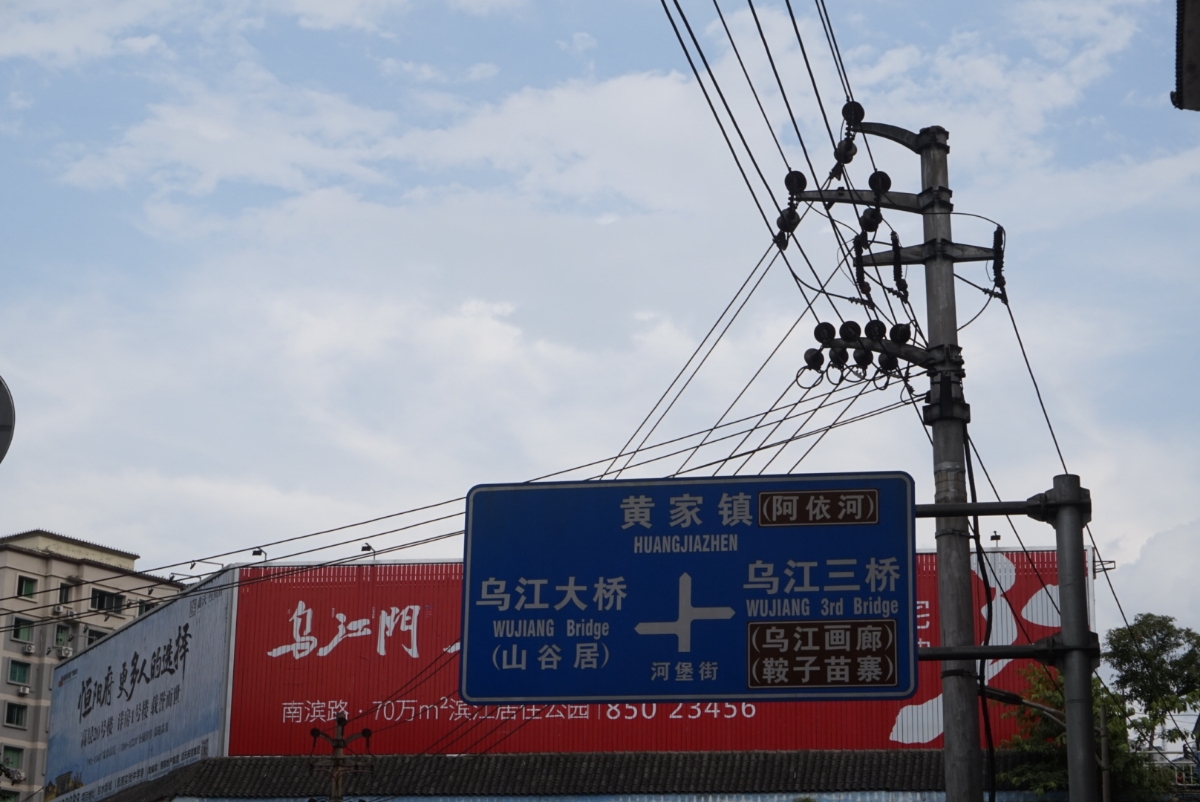 黄家镇 (阿依河)
HUANGJIAZHEN
乌江大桥
WUJIANG Bridge
(山谷居)
乌江三桥
WUJIANG 3rd Bridge
(乌江画廊)
(鞍子苗寨)
河堡街
乌江門
南滨路·70万m²滨江居住公园 | 850 23456
恒汨府 更多人的选择